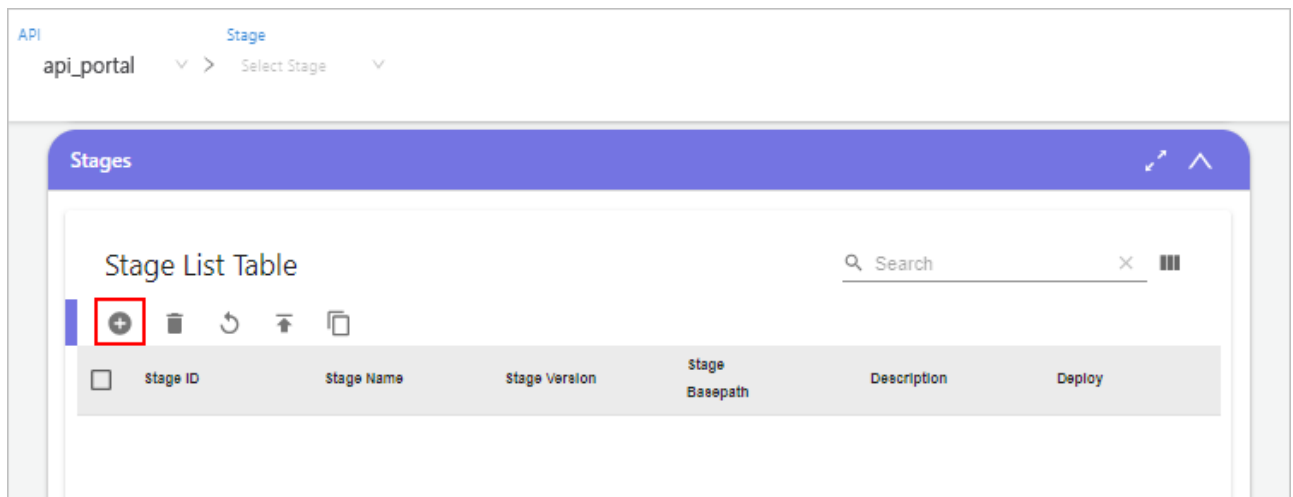 API Stage
api_portal > Select Stage
Stages
Stage List Table Search
Stage ID Stage Name Stage Version Stage Basepath Description Deploy